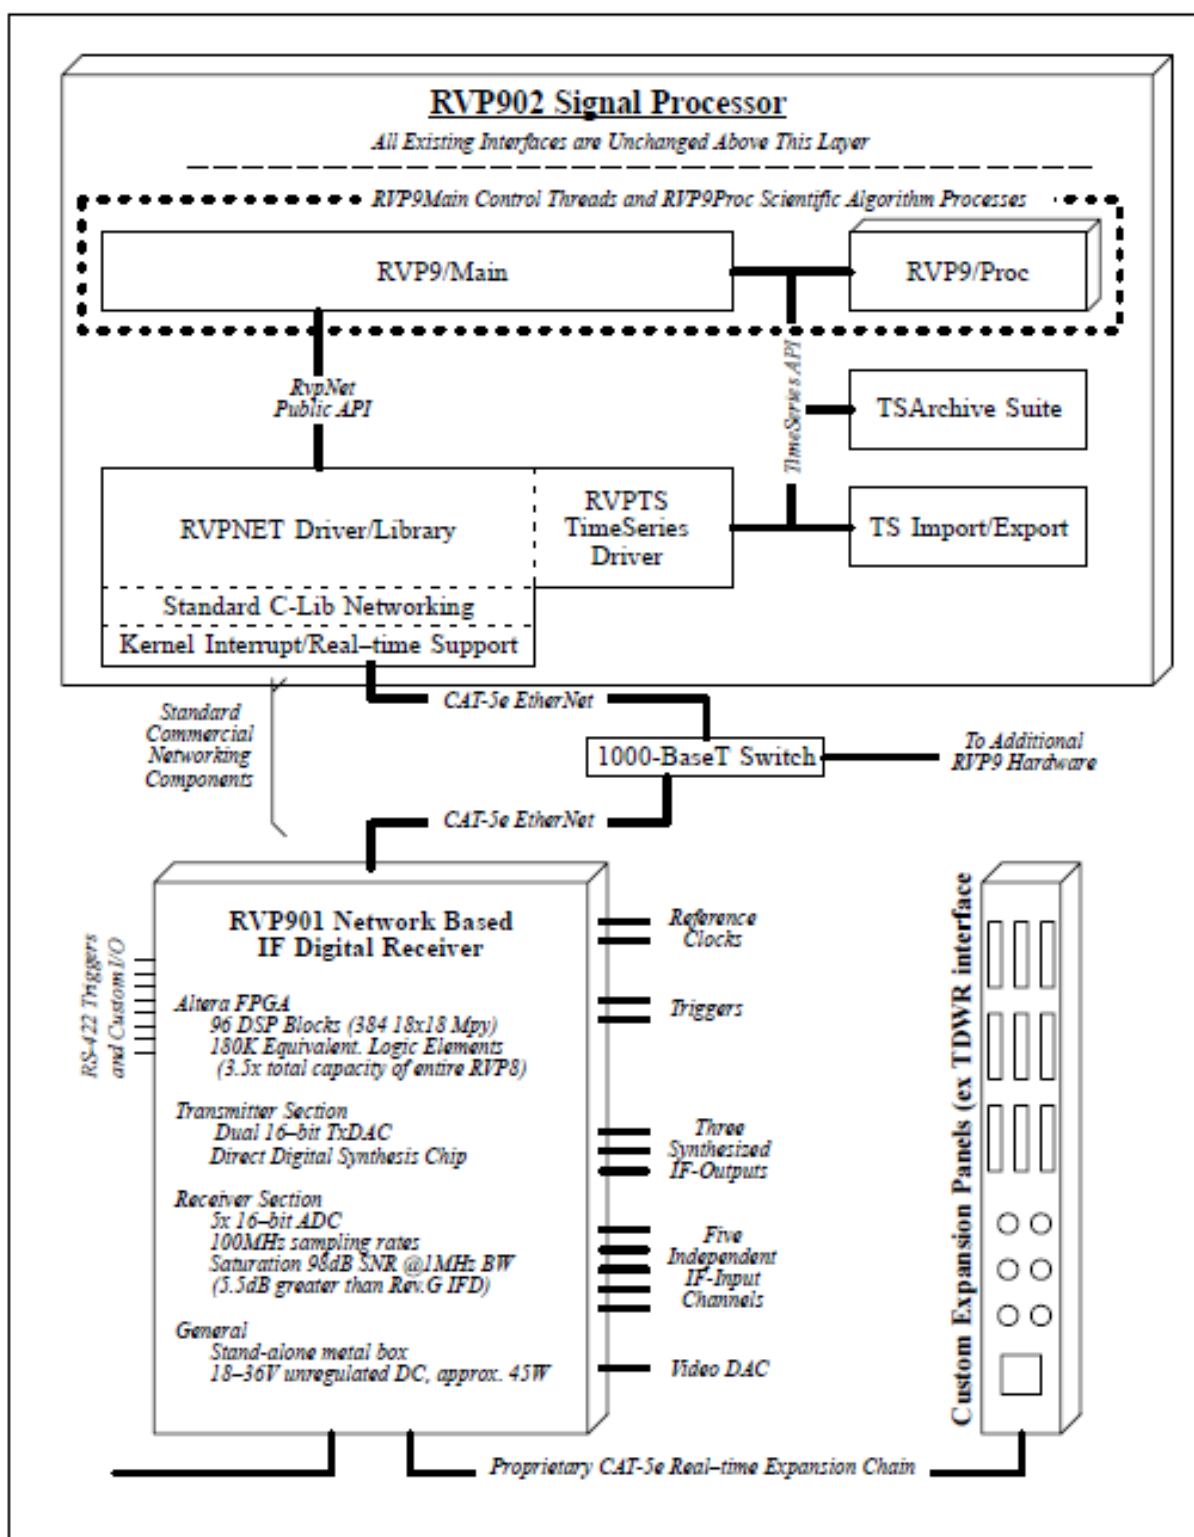 RVP902 Signal Processor
All Existing Interfaces are Unchanged Above This Layer
RVP9Main Control Threads and RVP9Proc Scientific Algorithm Processes
RVP9/Main
RVP9/Proc
RvpNet
Public API
TimeSeries API
TSArchive Suite
RVPNET Driver/Library
RVPTS
TimeSeries
Driver
TS Import/Export
Standard C-Lib Networking
Kernel Interrupt/Real–time Support
CAT-5e EtherNet
Standard
Commercial
Networking
Components
1000-BaseT Switch
To Additional
RVP9 Hardware
CAT-5e EtherNet
RVP901 Network Based
IF Digital Receiver
RS-422 Triggers
and Custom I/O
Altera FPGA
96 DSP Blocks (384 18x18 Mpy)
180K Equivalent. Logic Elements
(3.5x total capacity of entire RVP8)
Transmitter Section
Dual 16–bit TxDAC
Direct Digital Synthesis Chip
Receiver Section
5x 16–bit ADC
100MHz sampling rates
Saturation 98dB SNR @1MHz BW
(5.5dB greater than Rev.G IFD)
General
Stand-alone metal box
18–36V unregulated DC, approx. 45W
Reference
Clocks
Triggers
Three
Synthesized
IF-Outputs
Five
Independent
IF-Input
Channels
Video DAC
Custom Expansion Panels (ex TDWR interface
Proprietary CAT-5e Real–time Expansion Chain